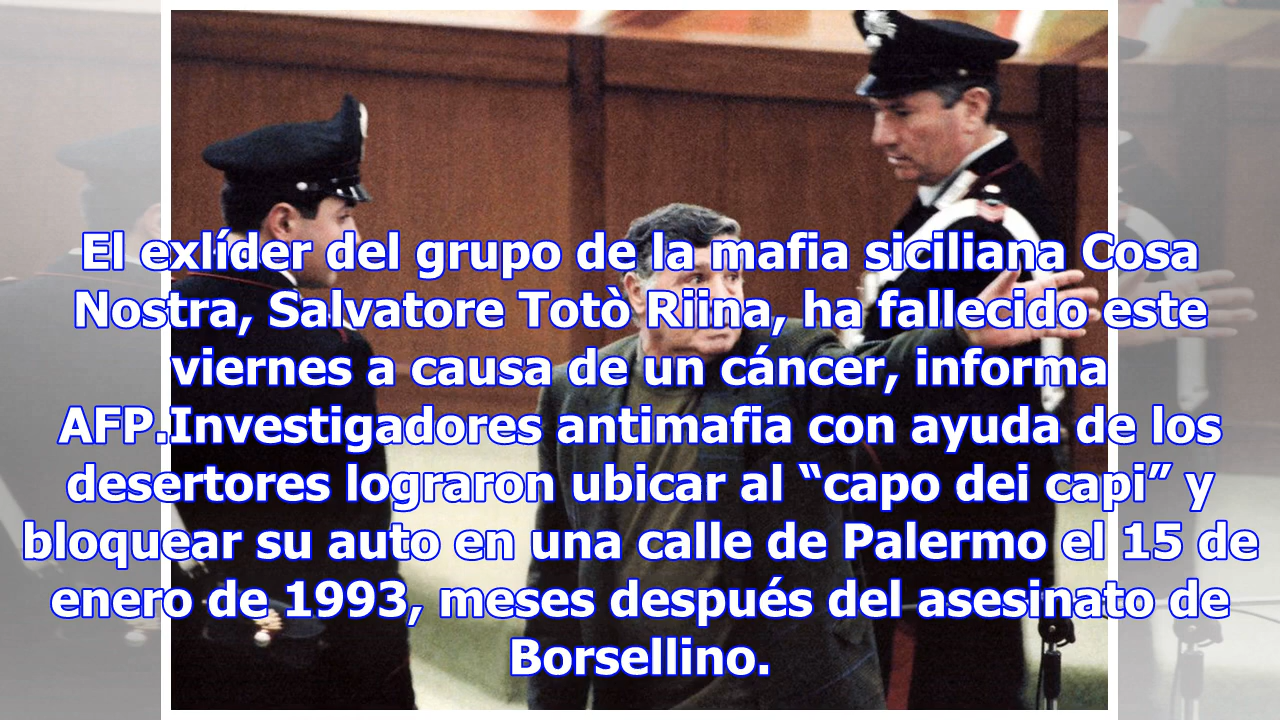 El exlíder del grupo de la mafia siciliana Cosa
Nostra, Salvatore Totò Riina, ha fallecido este
viernes a causa de un cáncer, informa
AFP.Investigadores antimafia con ayuda de los
desertores lograron ubicar al “capo dei capi” y
bloquear su auto en una calle de Palermo el 15 de
enero de 1993, meses después del asesinato de
Borsellino.